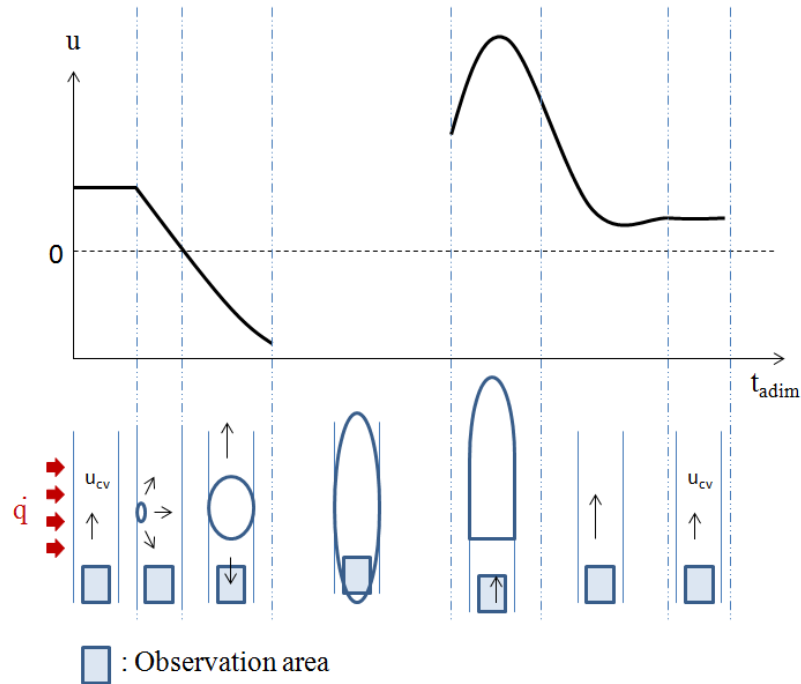 u
0
t_adim
u_cv
u_cv
q̇
: Observation area